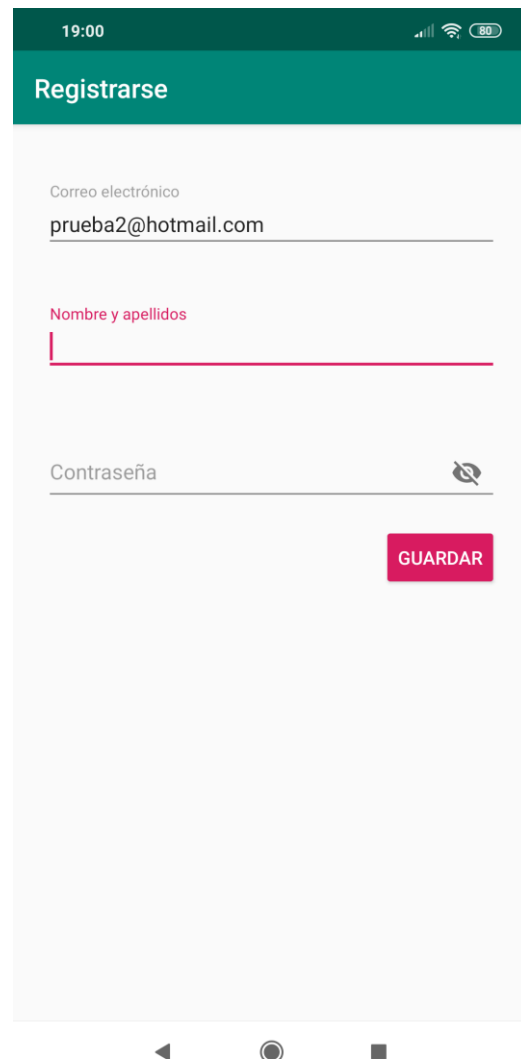 19:00
80
Registrarse
Correo electrónico
prueba2@hotmail.com
Nombre y apellidos
Contraseña
GUARDAR